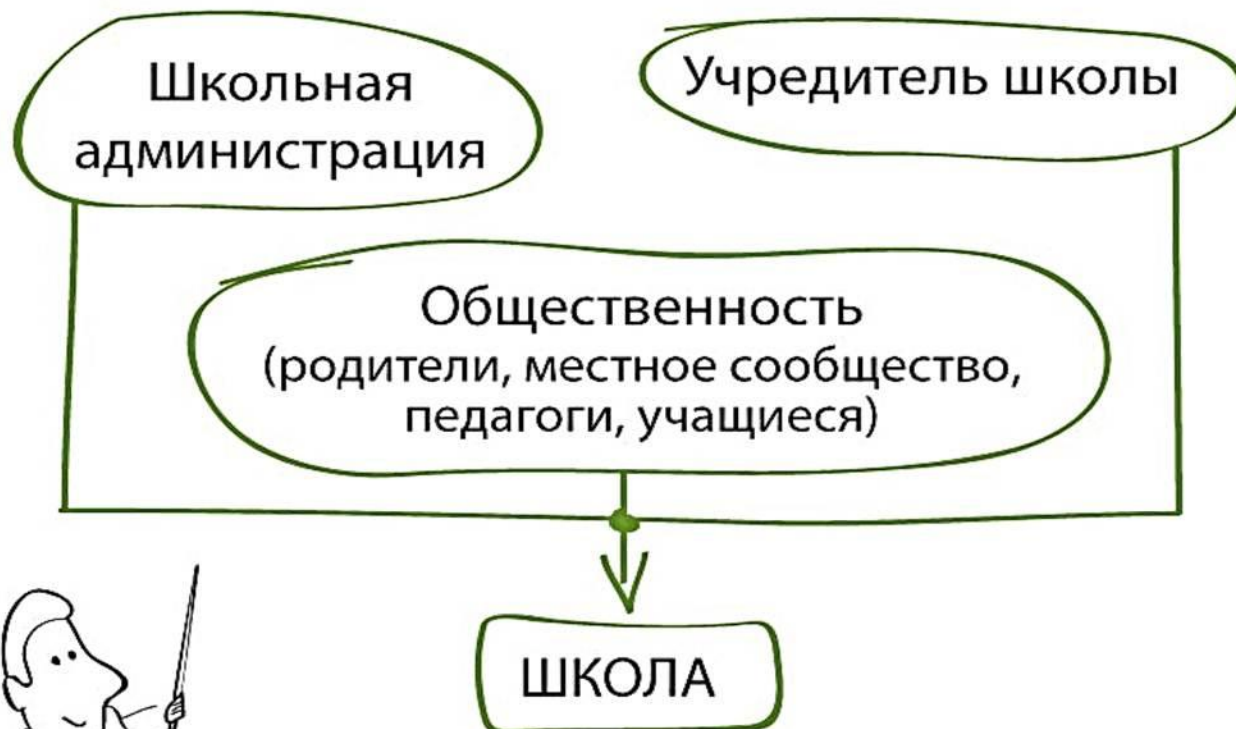 Школьная
администрация
Учредитель школы
Общественность
(родители, местное сообщество,
педагоги, учащиеся)
ШКОЛА